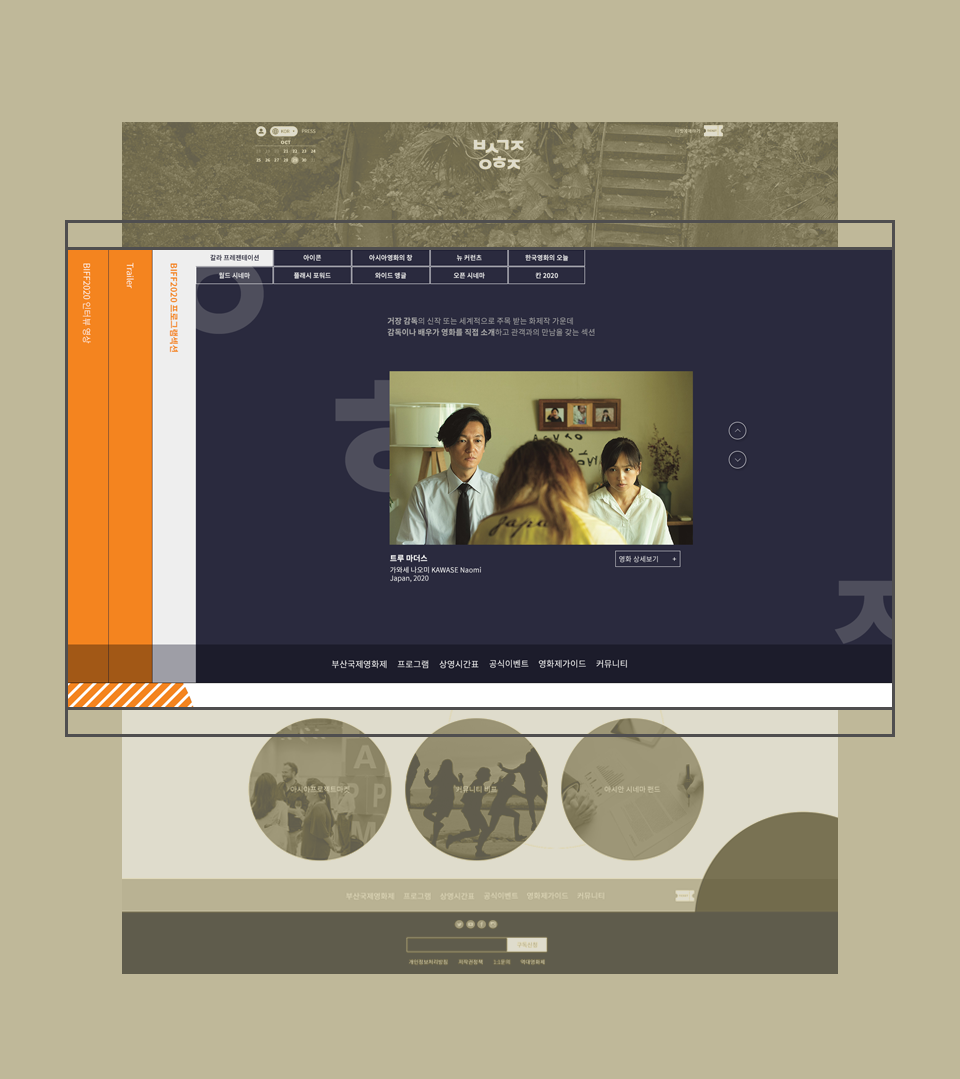 KOR
PRESS
티켓예매하기
OCT
21 22 23 24
25 26 27 28 29 30
BIFF2020 인터뷰 영상
Trailer
BIFF2020 프로그램섹션
갈라 프레젠테이션
아이콘
아시아영화의 창
뉴 커런츠
한국영화의 오늘
월드 시네마
플래시 포워드
와이드 앵글
오픈 시네마
칸 2020
거장 감독의 신작 또는 세계적으로 주목 받는 화제작 가운데
감독이나 배우가 영화를 직접 소개하고 관객과의 만남을 갖는 섹션
트루 마더스
영화 상세보기 +
가와세 나오미 KAWASE Naomi
Japan, 2020
부산국제영화제 프로그램 상영시간표 공식이벤트 영화제가이드 커뮤니티
아시아프로젝트마켓
커뮤니티 비프
아시안 시네마 펀드
부산국제영화제 프로그램 상영시간표 공식이벤트 영화제가이드 커뮤니티
구독신청
개인정보처리방침 저작권정책 1:1문의 역대영화제